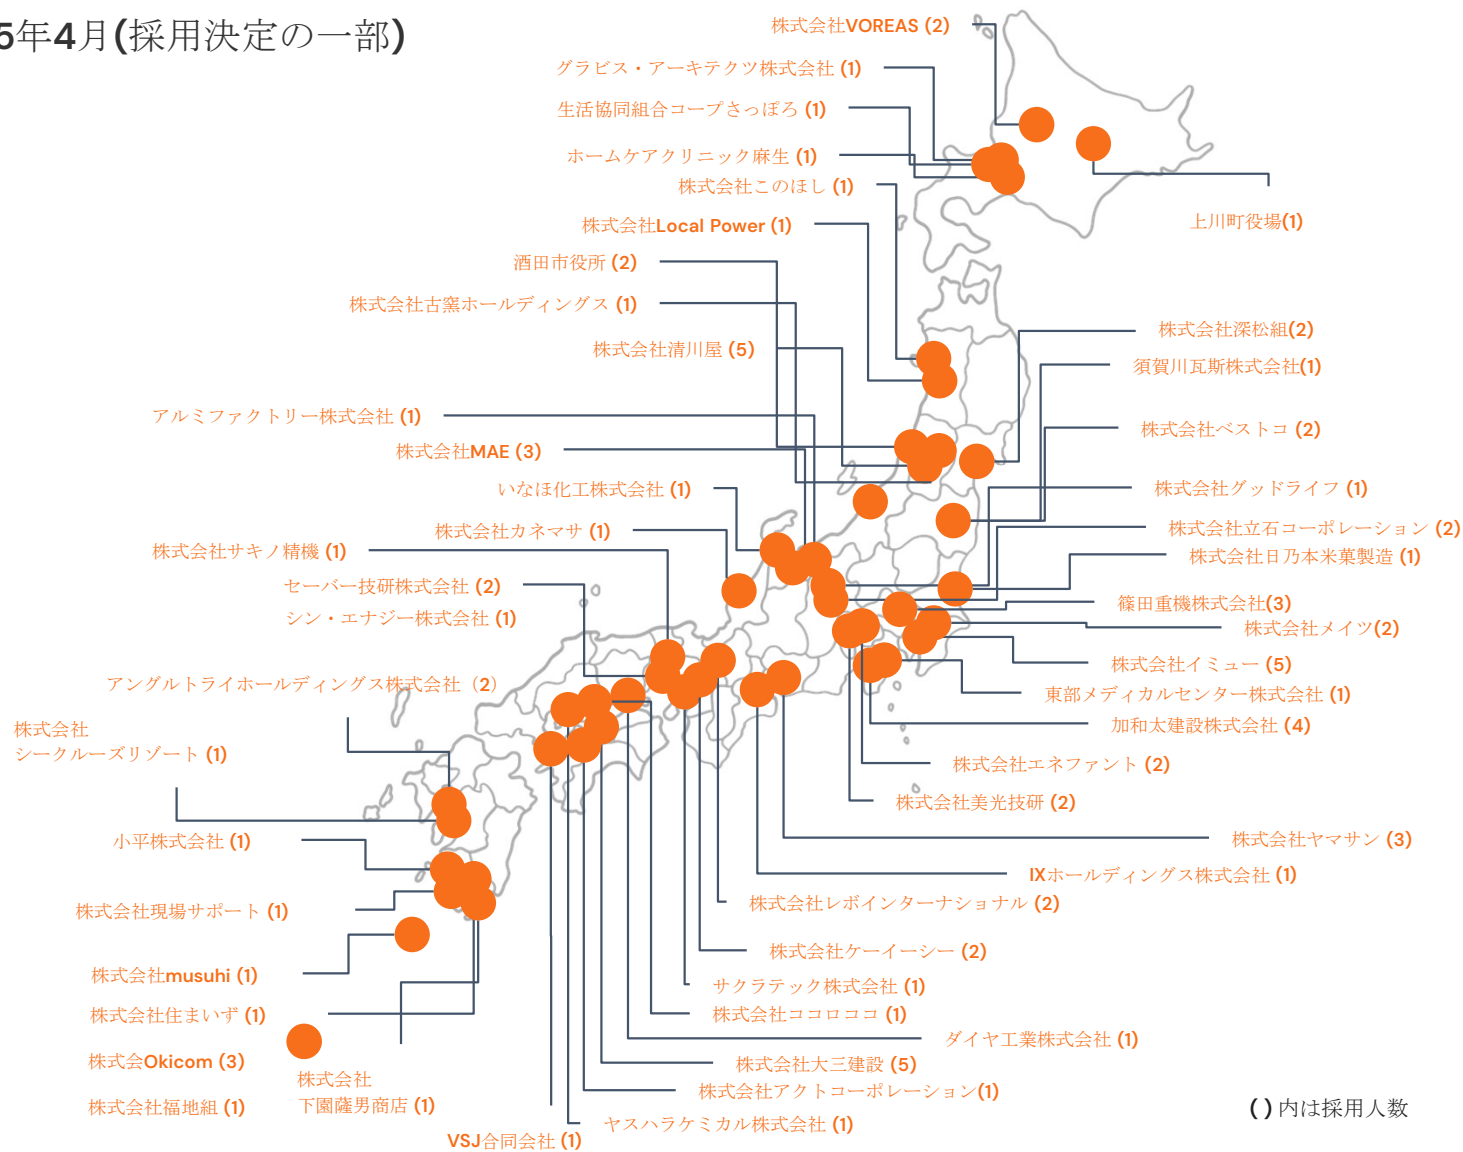 5年4月(採用決定の一部)
株式会社VOREAS (2)
グラビス・アーキテクツ株式会社 (1)
生活協同組合コープさっぽろ (1)
ホームケアクリニック麻生 (1)
株式会社このほし (1)
上川町役場(1)
株式会社Local Power (1)
酒田市役所 (2)
株式会社古窯ホールディングス (1)
株式会社清川屋 (5)
株式会社深松組(2)
須賀川瓦斯株式会社(1)
アルミファクトリー株式会社 (1)
株式会社ベストコ (2)
株式会社MAE (3)
いなほ化工株式会社 (1)
株式会社グッドライフ (1)
株式会社カネマサ (1)
株式会社立石コーポレーション (2)
株式会社サキノ精機 (1)
株式会社日乃本米菓製造 (1)
セーバー技研株式会社 (2)
篠田重機株式会社(3)
シン・エナジー株式会社 (1)
株式会社メイツ(2)
株式会社イミュー (5)
アングルトライホールディングス株式会社（2）
東部メディカルセンター株式会社 (1)
株式会社
シークルーズリゾート (1)
加和太建設株式会社 (4)
株式会社エネファント (2)
株式会社美光技研 (2)
小平株式会社 (1)
株式会社ヤマサン (3)
IXホールディングス株式会社 (1)
株式会社現場サポート (1)
株式会社レボインターナショナル (2)
株式会社ケーイーシー (2)
株式会社musuhi (1)
サクラテック株式会社 (1)
株式会社住まいず (1)
株式会社ココロココ (1)
ダイヤ工業株式会社 (1)
株式会Okicom (3)
株式会社大三建設 (5)
株式会社
下園薩男商店 (1)
株式会社アクトコーポレーション(1)
株式会社福地組 (1)
ヤスハラケミカル株式会社 (1)
VSJ合同会社 (1)
( ) 内は採用人数